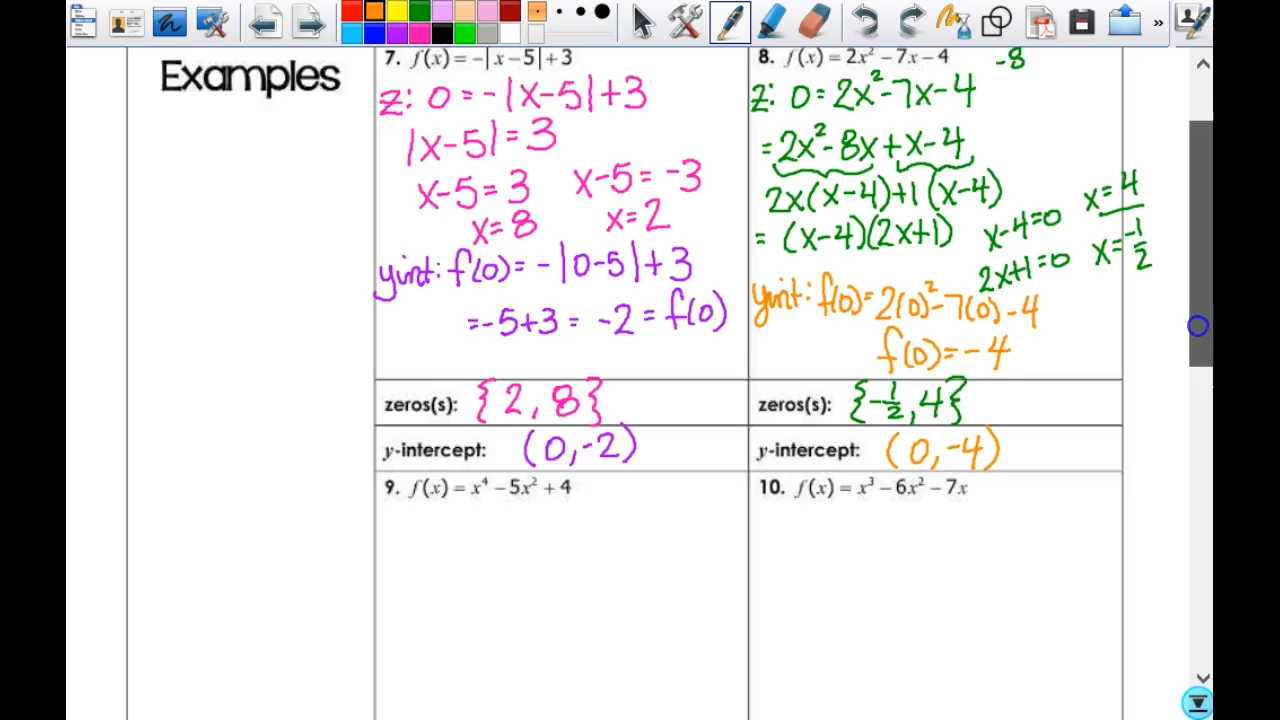 Examples
7. f(x) = -|x - 5| + 3
z: 0 = -|x-5|+3
|x-5| = 3
x-5 = 3 x-5 = -3
x=8 x=2
yint: f(0) = -|0-5|+3
=-5+3 = -2 = f(0)
zeros(s): {2, 8}
y-intercept: (0,-2)
8. f(x) = 2x² - 7x - 4 -8
z: 0 = 2x²-7x-4
= 2x²-8x+x-4
2x(x-4)+1(x-4)
= (x-4)(2x+1)
x-4=0 x=4
2x+1=0 x=-1/2
yint: f(0)= 2(0)²-7(0)-4
f(0)=-4
zeros(s): {-1/2, 4}
y-intercept: (0,-4)
9. f(x) = x⁴ - 5x² + 4
10. f(x) = x³ - 6x² - 7x